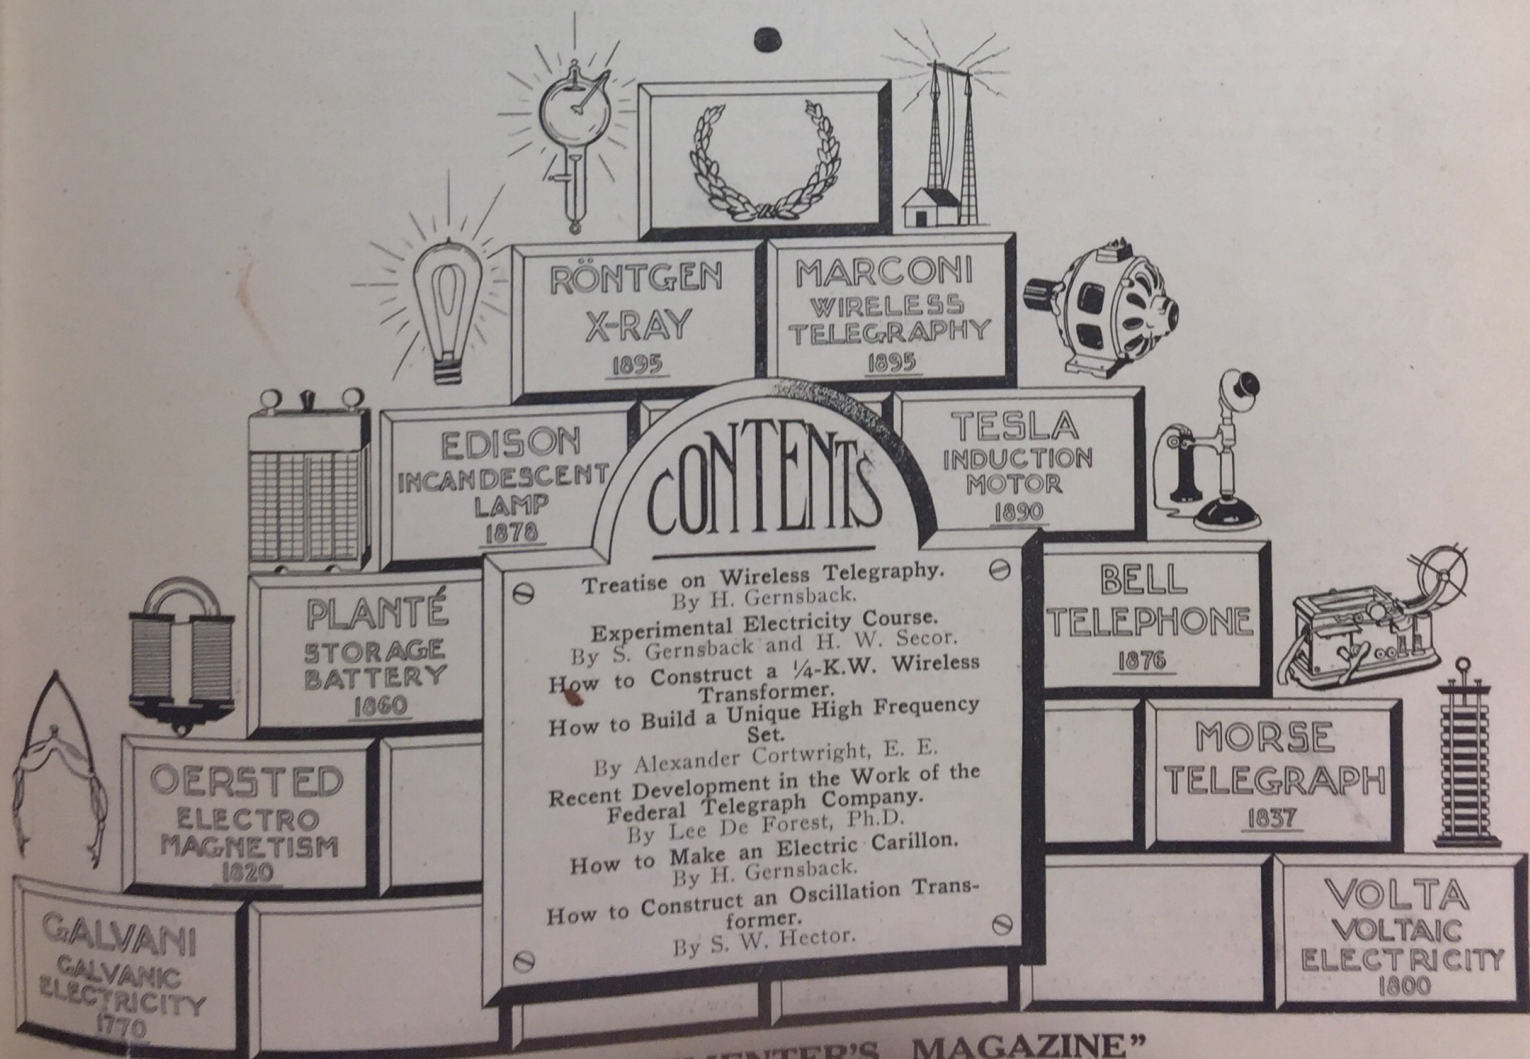 RÖNTGEN
X-RAY
1895
MARCONI
WIRELESS
TELEGRAPHY
1895
EDISON
INCANDESCENT
LAMP
1878
TESLA
INDUCTION
MOTOR
1890
PLANTÉ
STORAGE
BATTERY
1860
BELL
TELEPHONE
1876
OERSTED
ELECTRO
MAGNETISM
1820
MORSE
TELEGRAPH
1837
GALVANI
GALVANIC
ELECTRICITY
1770
VOLTA
VOLTAIC
ELECTRICITY
1800
CONTENTS
Treatise on Wireless Telegraphy.
By H. Gernsback.
Experimental Electricity Course.
By S. Gernsback and H. W. Secor.
How to Construct a ¼-K.W. Wireless
Transformer.
How to Build a Unique High Frequency
Set.
By Alexander Cortwright, E. E.
Recent Development in the Work of the
Federal Telegraph Company.
By Lee De Forest, Ph.D.
How to Make an Electric Carillon.
By H. Gernsback.
How to Construct an Oscillation Trans-
former.
By S. W. Hector.
MAGAZINE”